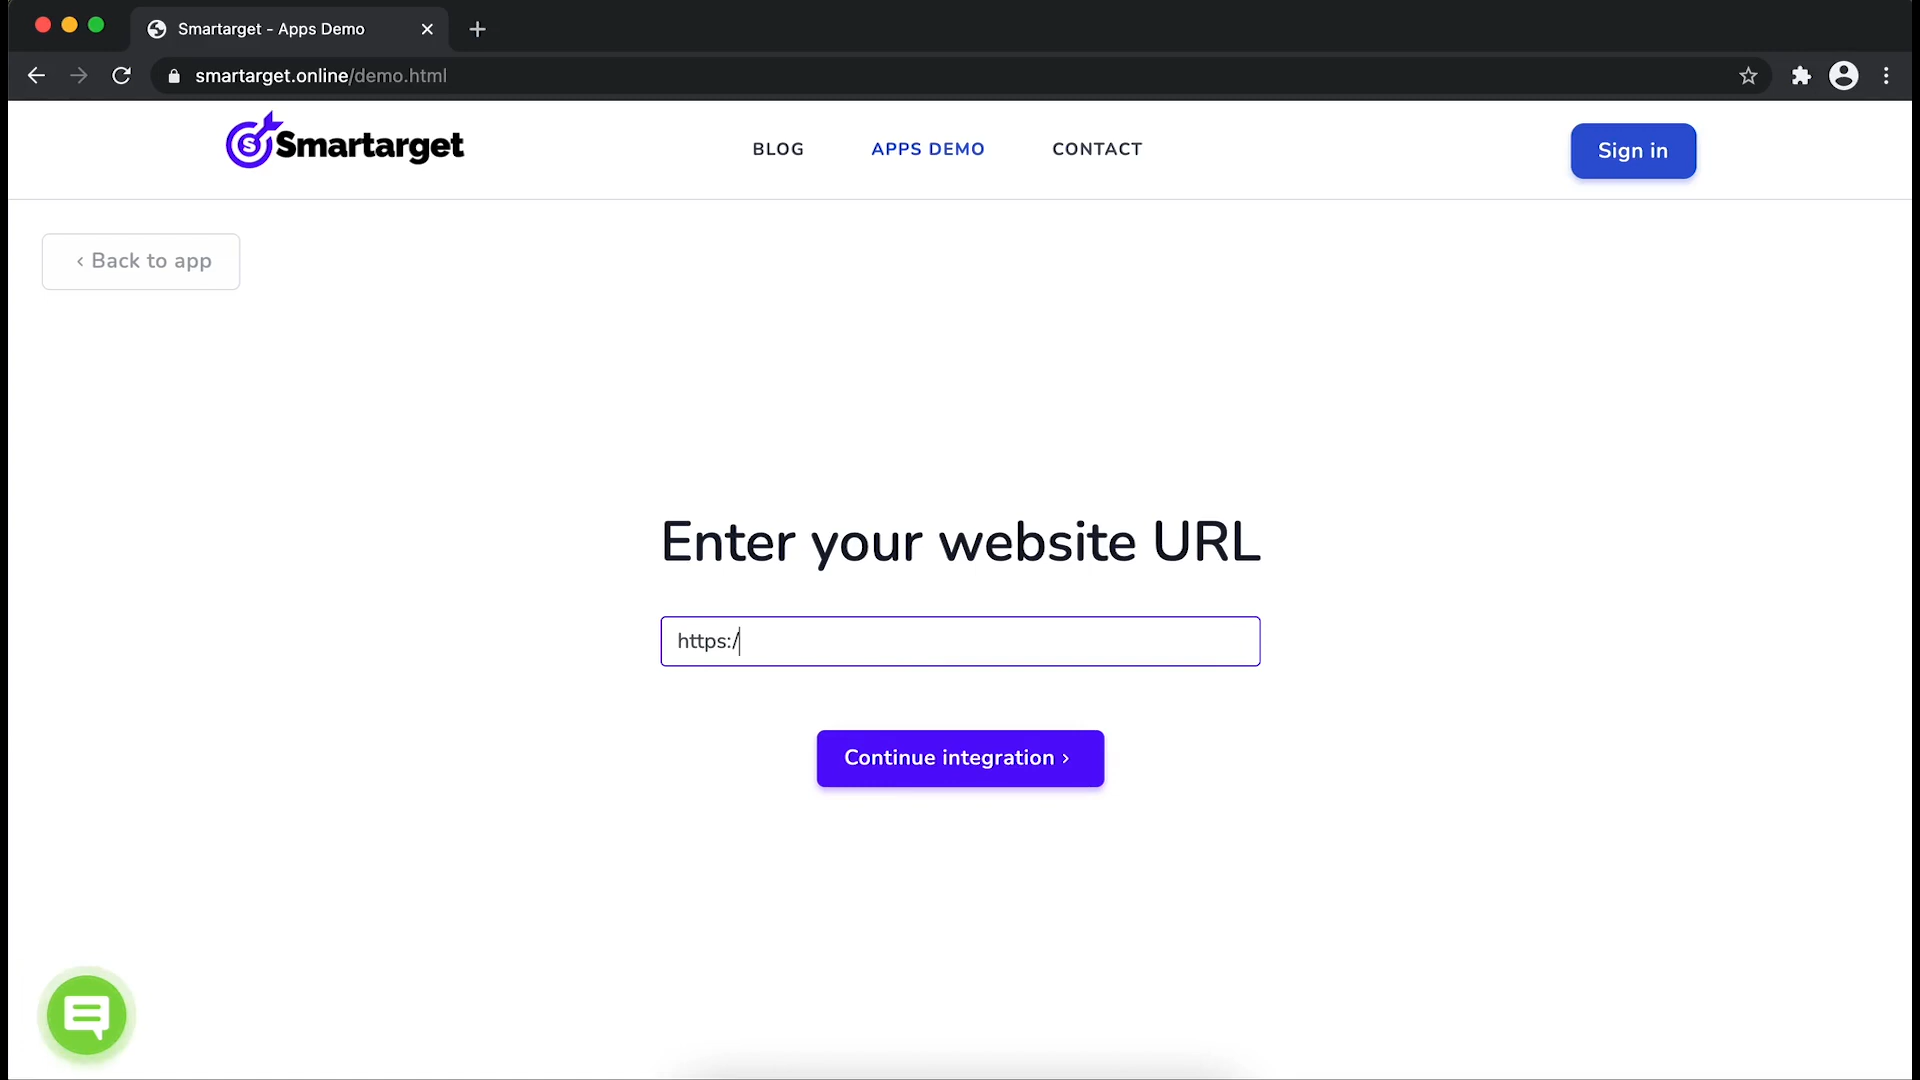 Smartarget - Apps Demo
smartarget.online/demo.html
Smartarget
BLOG
APPS DEMO
CONTACT
Sign in
‹ Back to app
Enter your website URL
https:/
Continue integration ›